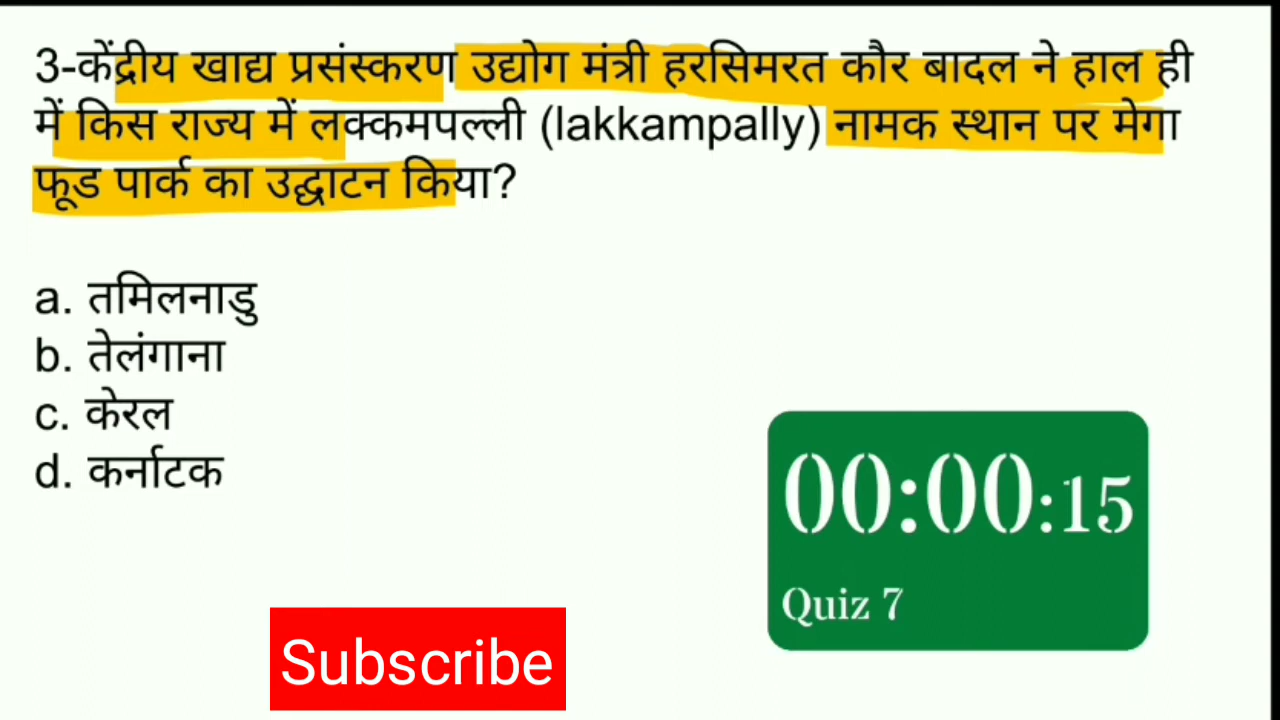 3-केंद्रीय खाद्य प्रसंस्करण उद्योग मंत्री हरसिमरत कौर बादल ने हाल ही
में किस राज्य में लक्कमपल्ली (lakkampally) नामक स्थान पर मेगा
फूड पार्क का उद्घाटन किया?
a. तमिलनाडु
b. तेलंगाना
c. केरल
d. कर्नाटक
00:00:15
Quiz 7
Subscribe